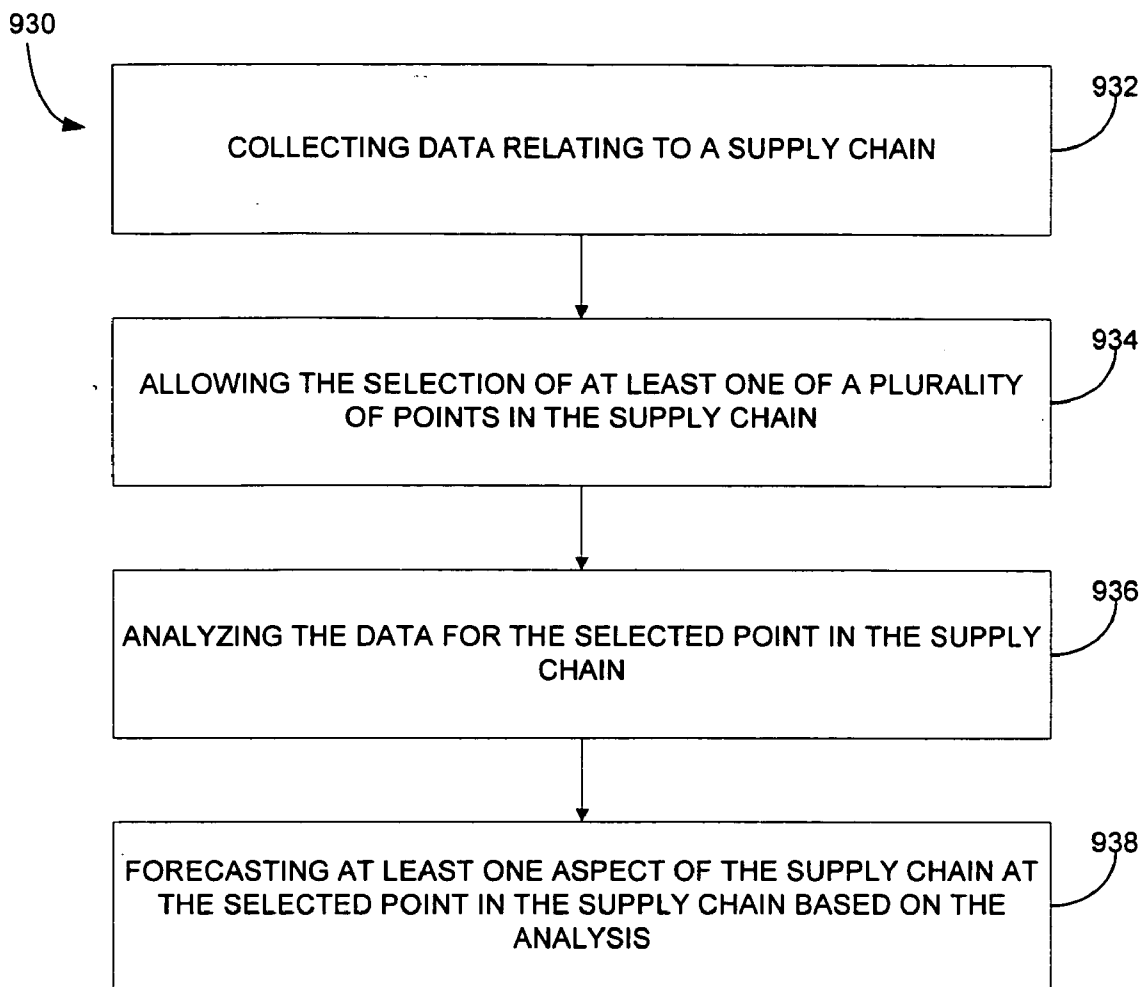 930
932
COLLECTING DATA RELATING TO A SUPPLY CHAIN
934
ALLOWING THE SELECTION OF AT LEAST ONE OF A PLURALITY
OF POINTS IN THE SUPPLY CHAIN
936
ANALYZING THE DATA FOR THE SELECTED POINT IN THE SUPPLY
CHAIN
938
FORECASTING AT LEAST ONE ASPECT OF THE SUPPLY CHAIN AT
THE SELECTED POINT IN THE SUPPLY CHAIN BASED ON THE
ANALYSIS